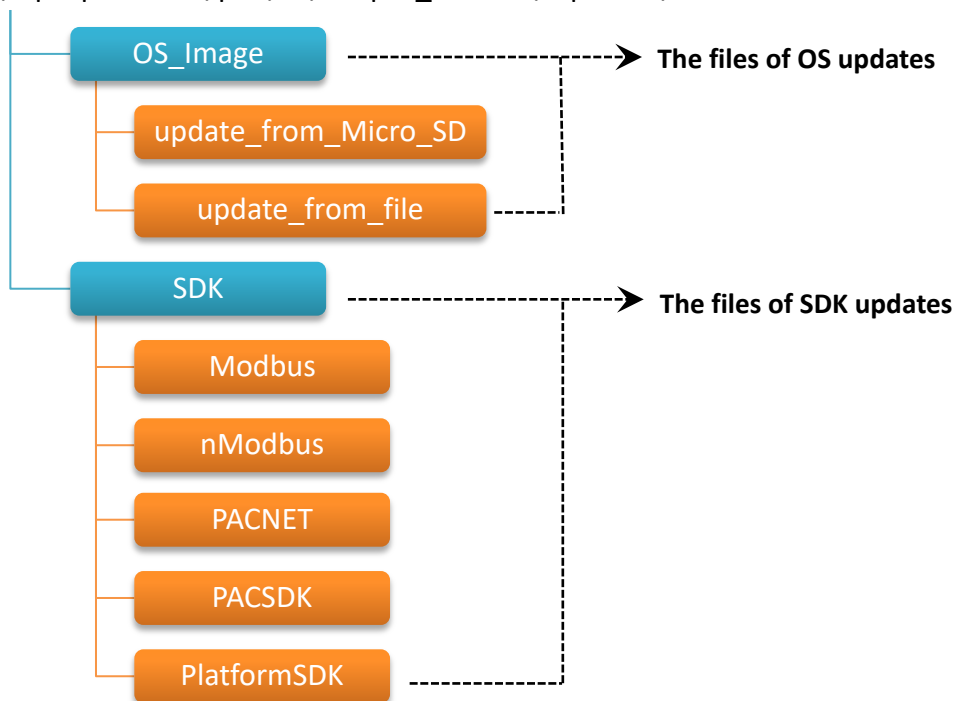 OS_Image
The files of OS updates
update_from_Micro_SD
update_from_file
SDK
The files of SDK updates
Modbus
nModbus
PACNET
PACSDK
PlatformSDK